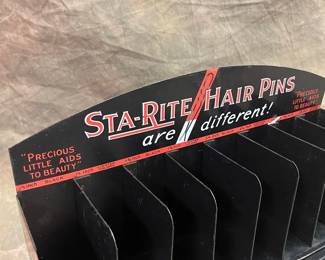 STA-RITE HAIR PINS
are different!
"PRECIOUS
LITTLE AIDS
TO BEAUTY"
"PRECIOUS
LITTLE AIDS
TO BEAUTY"